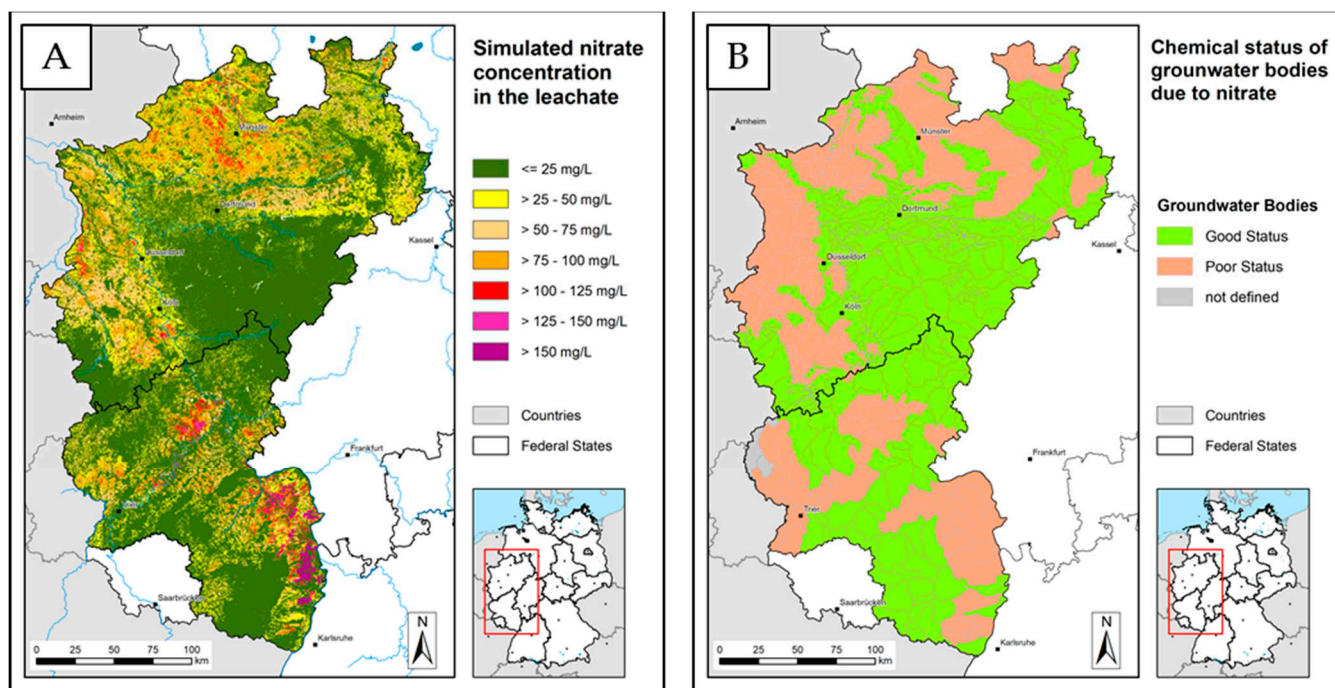 A
Simulated nitrate
concentration
in the leachate
<= 25 mg/L
> 25 - 50 mg/L
> 50 - 75 mg/L
> 75 - 100 mg/L
> 100 - 125 mg/L
> 125 - 150 mg/L
> 150 mg/L
Countries
Federal States
Arnheim
Münster
Dortmund
Kassel
Düsseldorf
Köln
Frankfurt
Trier
Saarbrücken
Karlsruhe
N
0 25 50 75 100
km
B
Chemical status of
grounwater bodies
due to nitrate
Groundwater Bodies
Good Status
Poor Status
not defined
Countries
Federal States
Arnheim
Münster
Dortmund
Kassel
Düsseldorf
Köln
Frankfurt
Trier
Saarbrücken
Karlsruhe
N
0 25 50 75 100
km